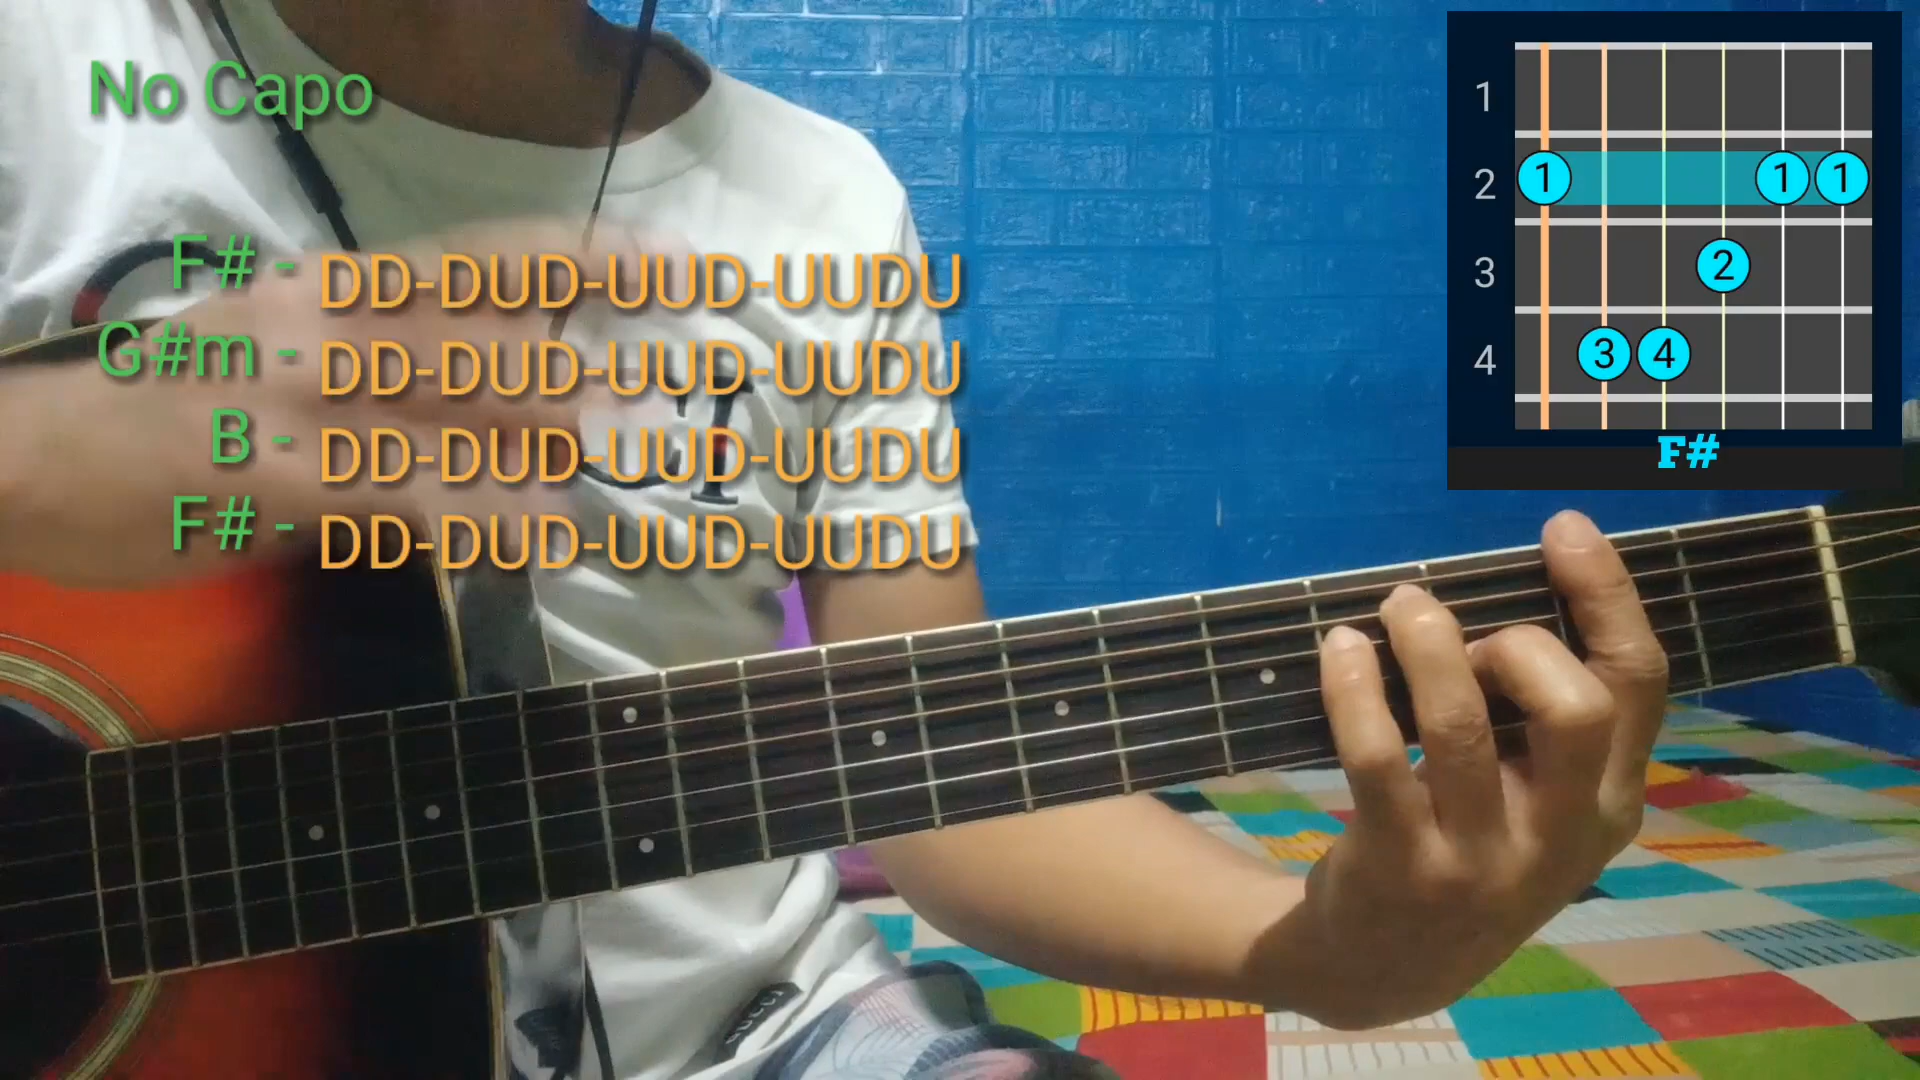 No Capo
F# - DD-DUD-UUD-UUDU
G#m - DD-DUD-UUD-UUDU
B - DD-DUD-UUD-UUDU
F# - DD-DUD-UUD-UUDU
1
2
3
4
1 1 1
2
3 4
F#
GUCCI